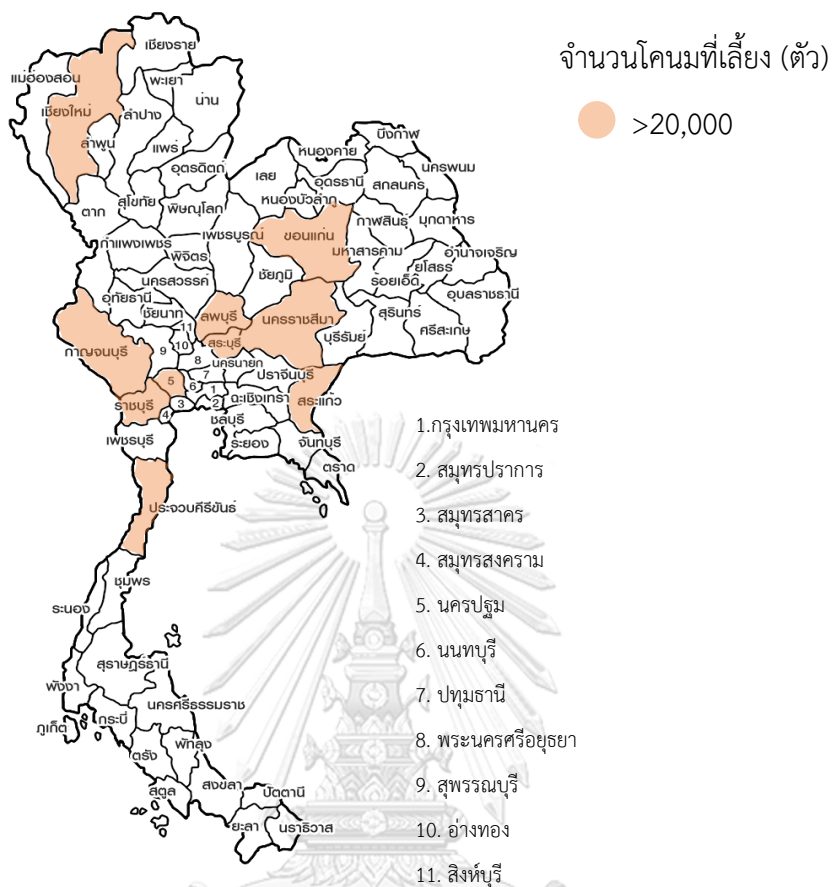 จำนวนโคนมที่เลี้ยง (ตัว)
>20,000
เชียงราย
แม่ฮ่องสอน
พะเยา
น่าน
เชียงใหม่
ลำปาง
ลำพูน
แพร่
อุตรดิตถ์
ตาก
สุโขทัย
พิษณุโลก
เลย
หนองคาย
บึงกาฬ
อุดรธานี
สกลนคร
นครพนม
หนองบัวลำภู
กำแพงเพชร
เพชรบูรณ์
ขอนแก่น
กาฬสินธุ์
มุกดาหาร
พิจิตร
มหาสารคาม
ชัยภูมิ
ร้อยเอ็ด
ยโสธร
อำนาจเจริญ
นครสวรรค์
อุทัยธานี
ชัยนาท
ลพบุรี
นครราชสีมา
บุรีรัมย์
สุรินทร์
ศรีสะเกษ
อุบลราชธานี
11
10
9
สระบุรี
กาญจนบุรี
8
นครนายก
7
ปราจีนบุรี
5
6
1
ฉะเชิงเทรา
สระแก้ว
ราชบุรี
3
2
4
ชลบุรี
เพชรบุรี
ระยอง
จันทบุรี
ตราด
ประจวบคีรีขันธ์
ชุมพร
ระนอง
สุราษฎร์ธานี
พังงา
นครศรีธรรมราช
ภูเก็ต
กระบี่
ตรัง
พัทลุง
สตูล
สงขลา
ปัตตานี
ยะลา
นราธิวาส
1.กรุงเทพมหานคร
2. สมุทรปราการ
3. สมุทรสาคร
4. สมุทรสงคราม
5. นครปฐม
6. นนทบุรี
7. ปทุมธานี
8. พระนครศรีอยุธยา
9. สุพรรณบุรี
10. อ่างทอง
11. สิงห์บุรี